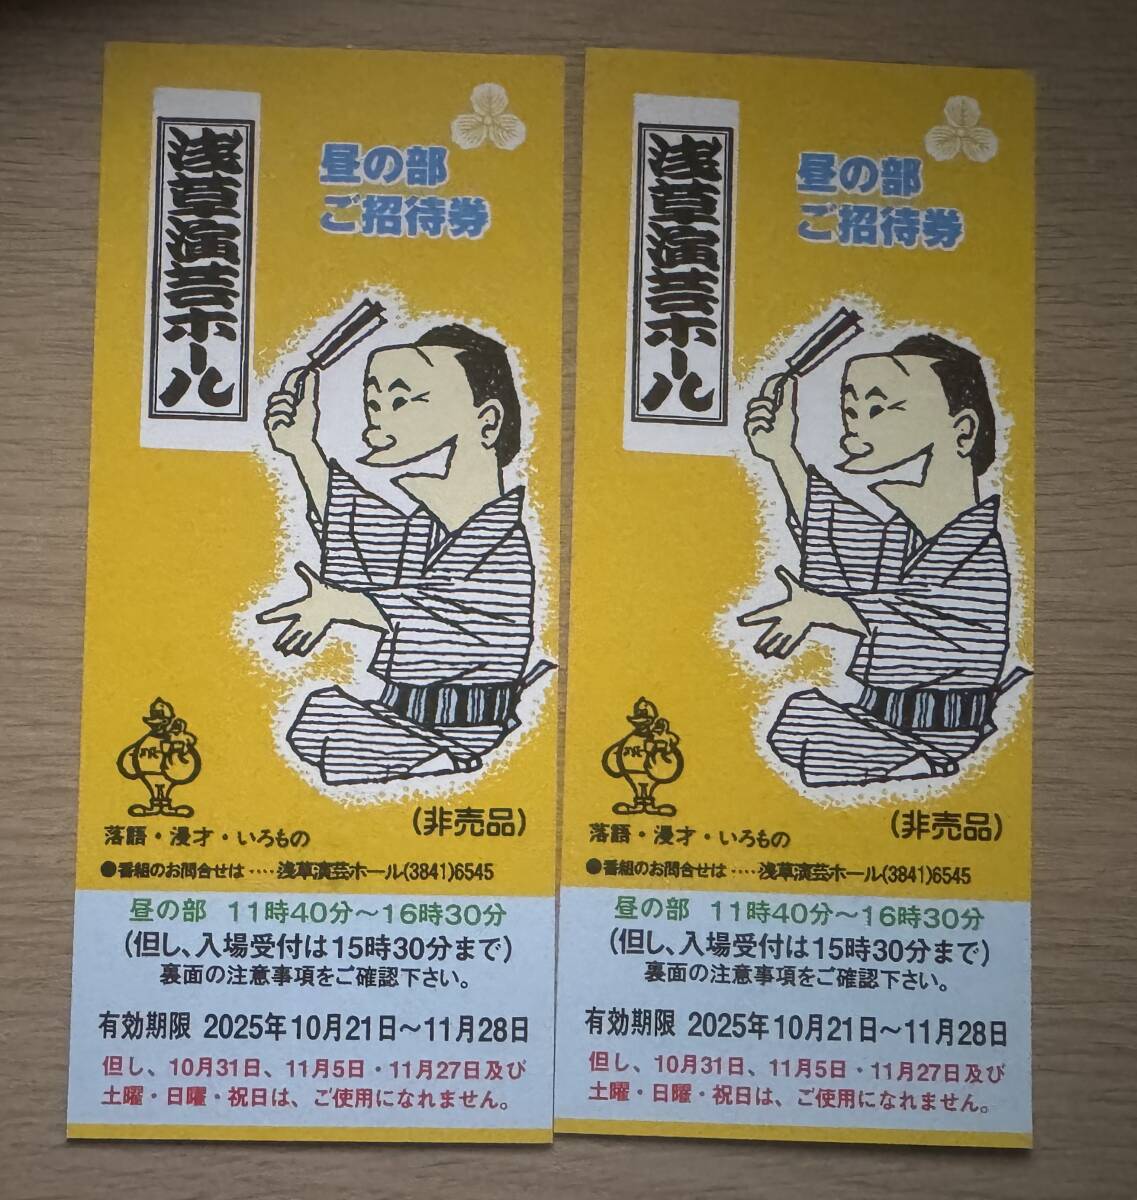 浅草演芸ホール
昼の部
ご招待券
(非売品)
落語・漫才・いろもの
●番組のお問合せは‥‥浅草演芸ホール(3841)6545
昼の部 11時40分〜16時30分
(但し、入場受付は15時30分まで)
裏面の注意事項をご確認下さい。
有効期限 2025年10月21日〜11月28日
但し、10月31日、11月5日・11月27日及び
土曜・日曜・祝日は、ご使用になれません。
浅草演芸ホール
昼の部
ご招待券
(非売品)
落語・漫才・いろもの
●番組のお問合せは‥‥浅草演芸ホール(3841)6545
昼の部 11時40分〜16時30分
(但し、入場受付は15時30分まで)
裏面の注意事項をご確認下さい。
有効期限 2025年10月21日〜11月28日
但し、10月31日、11月5日・11月27日及び
土曜・日曜・祝日は、ご使用になれません。